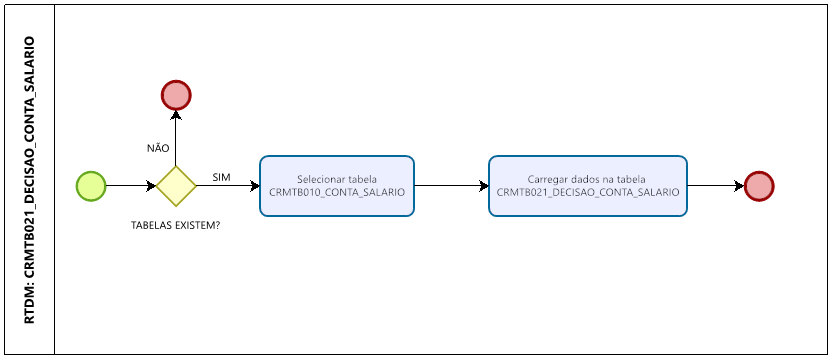 RTDM: CRMTB021_DECISAO_CONTA_SALARIO
NÃO
SIM
TABELAS EXISTEM?
Selecionar tabela
CRMTB010_CONTA_SALARIO
Carregar dados na tabela
CRMTB021_DECISAO_CONTA_SALARIO